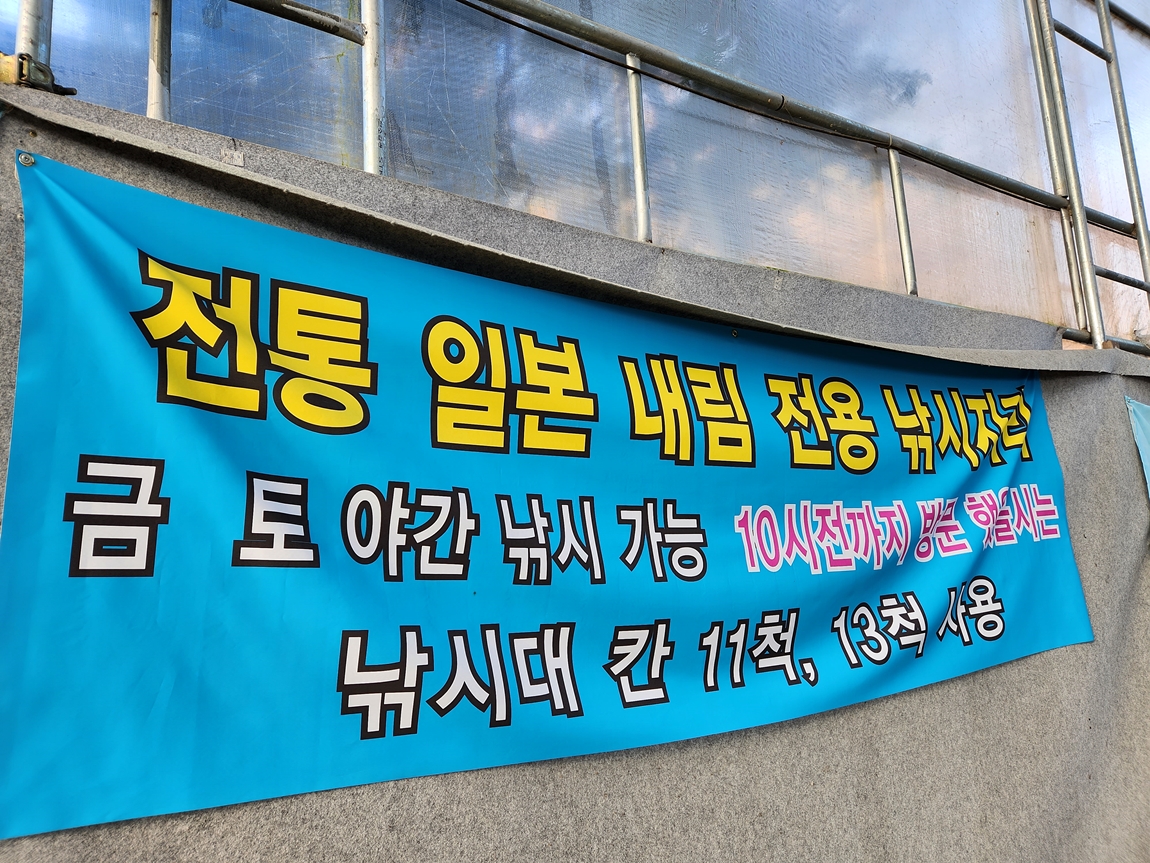 전통 일본 내림 전용 낚시자리
금 토 야간 낚시 가능 10시전까지 방문 했을시는
낚시대 칸 11척, 13척 사용